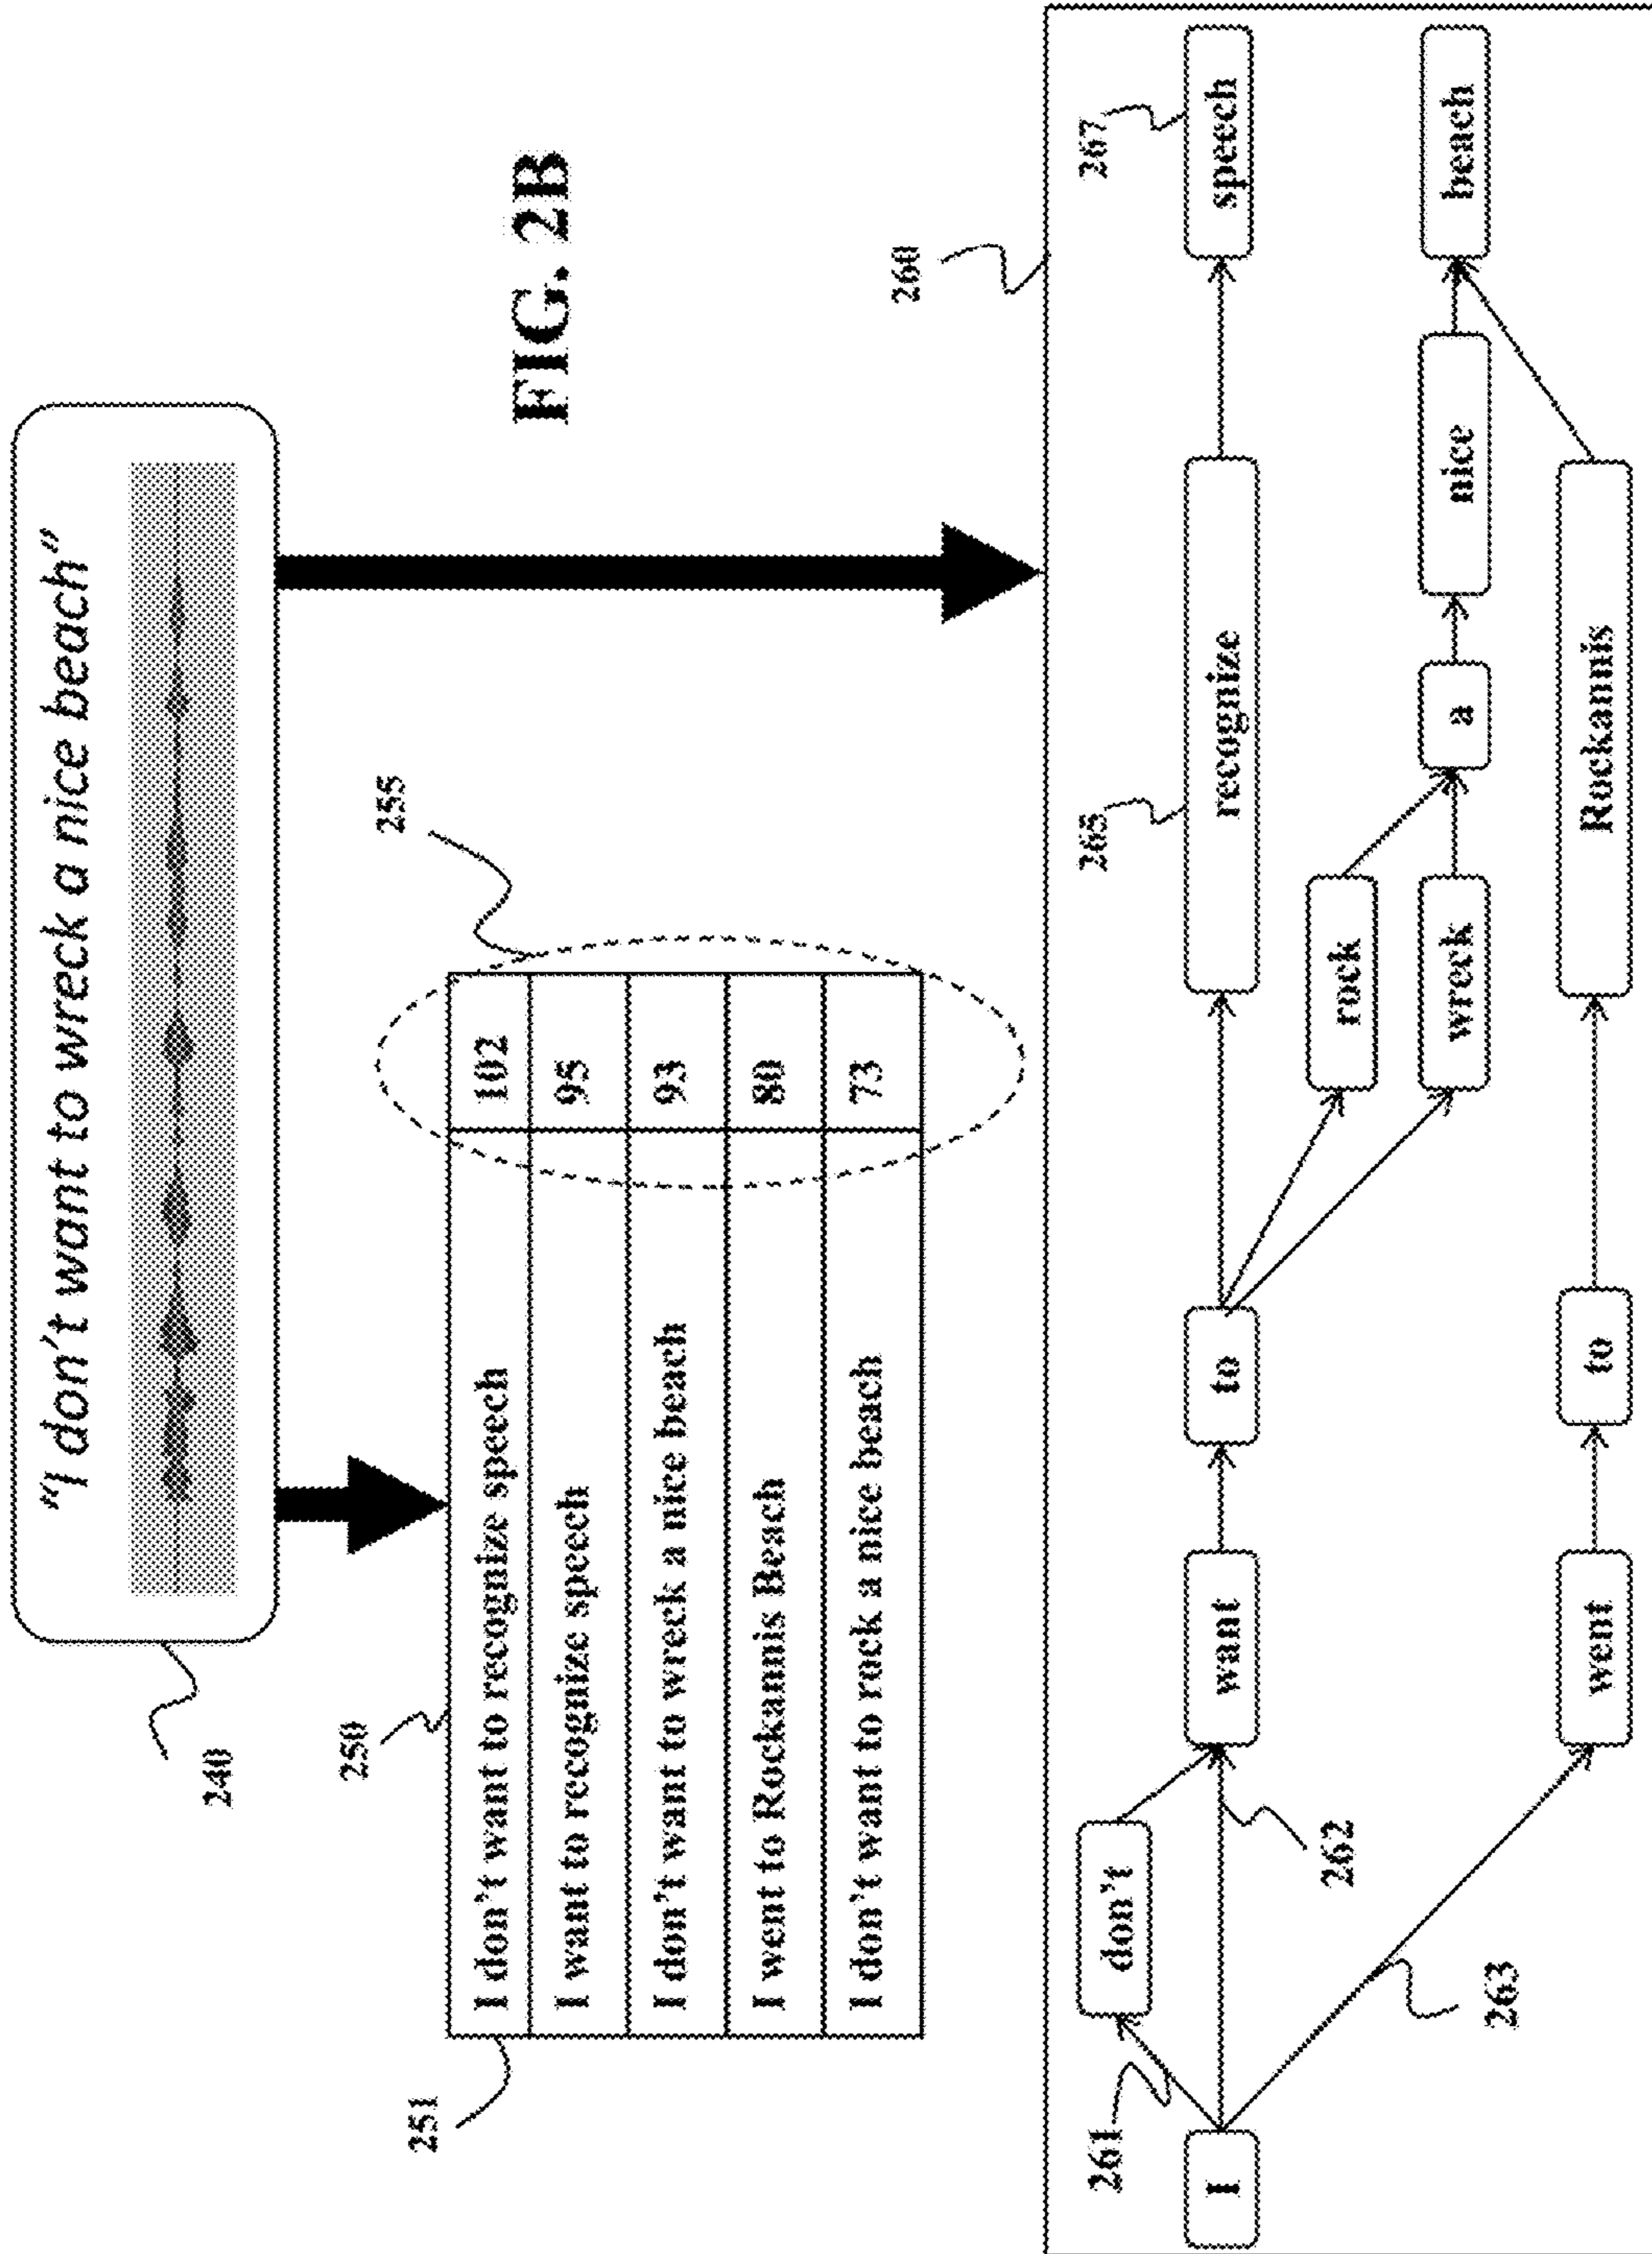 "I don't want to wreck a nice beach"
240
FIG. 2B
250
255
251
I don't want to recognize speech 102
I want to recognize speech 95
I don't want to wreck a nice beach 93
I went to Rockannis Beach 80
I don't want to rock a nice beach 73
260
261
265
267
don't
I want to recognize speech
262
rock
wreck a nice beach
263
went to Rockannis